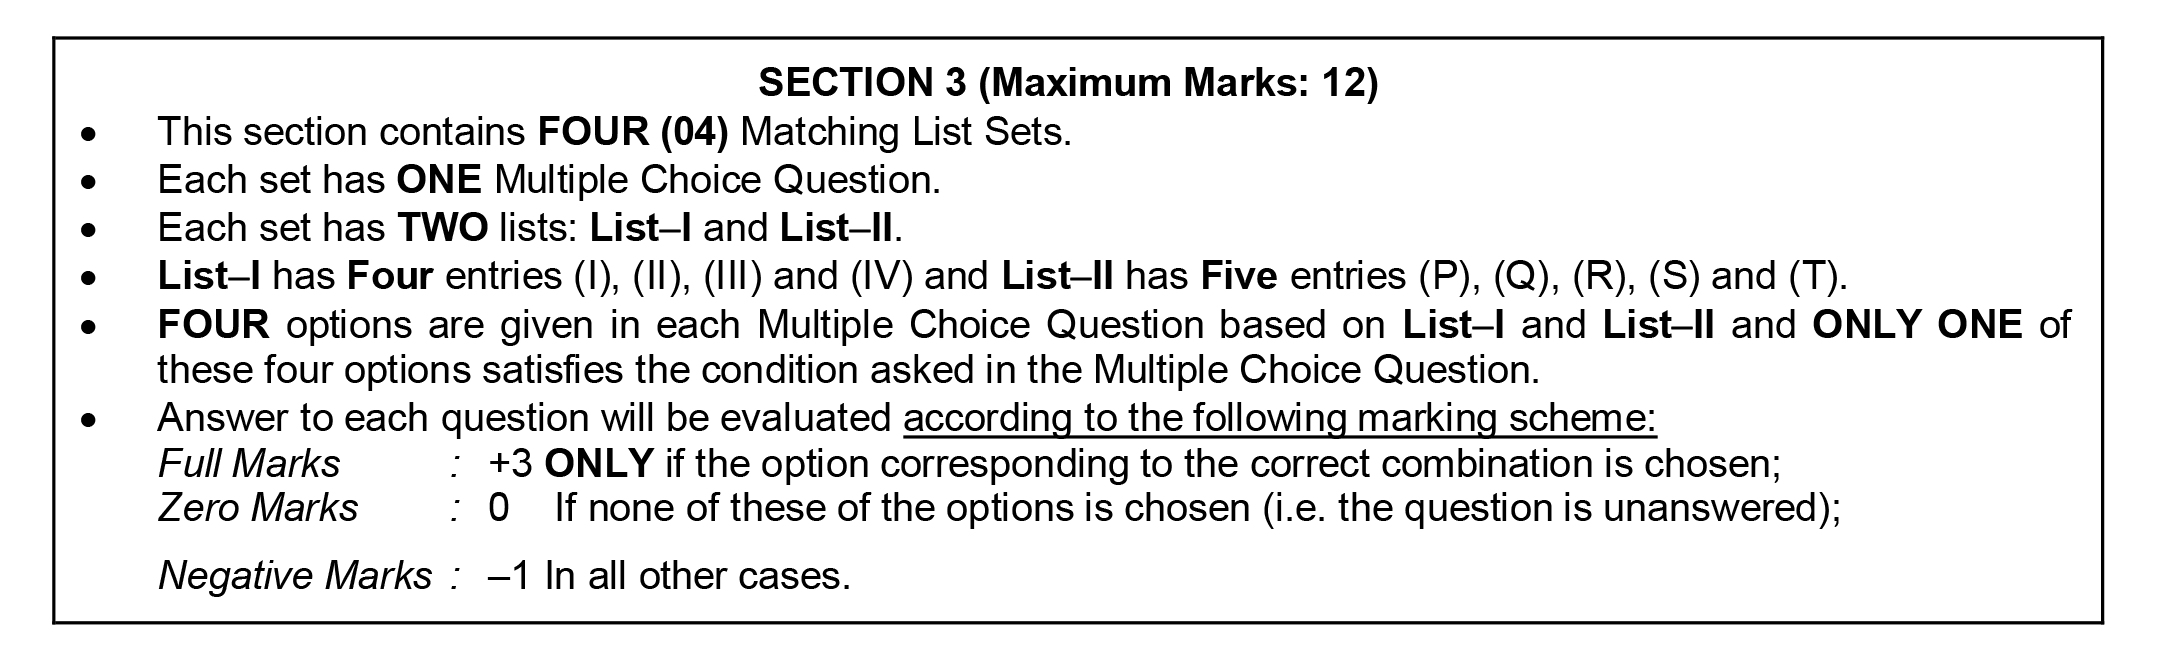 SECTION 3 (Maximum Marks: 12)
• This section contains FOUR (04) Matching List Sets.
• Each set has ONE Multiple Choice Question.
• Each set has TWO lists: List–I and List–II.
• List–I has Four entries (I), (II), (III) and (IV) and List–II has Five entries (P), (Q), (R), (S) and (T).
• FOUR options are given in each Multiple Choice Question based on List–I and List–II and ONLY ONE of
these four options satisfies the condition asked in the Multiple Choice Question.
• Answer to each question will be evaluated according to the following marking scheme:
Full Marks : +3 ONLY if the option corresponding to the correct combination is chosen;
Zero Marks : 0 If none of these of the options is chosen (i.e. the question is unanswered);
Negative Marks : –1 In all other cases.